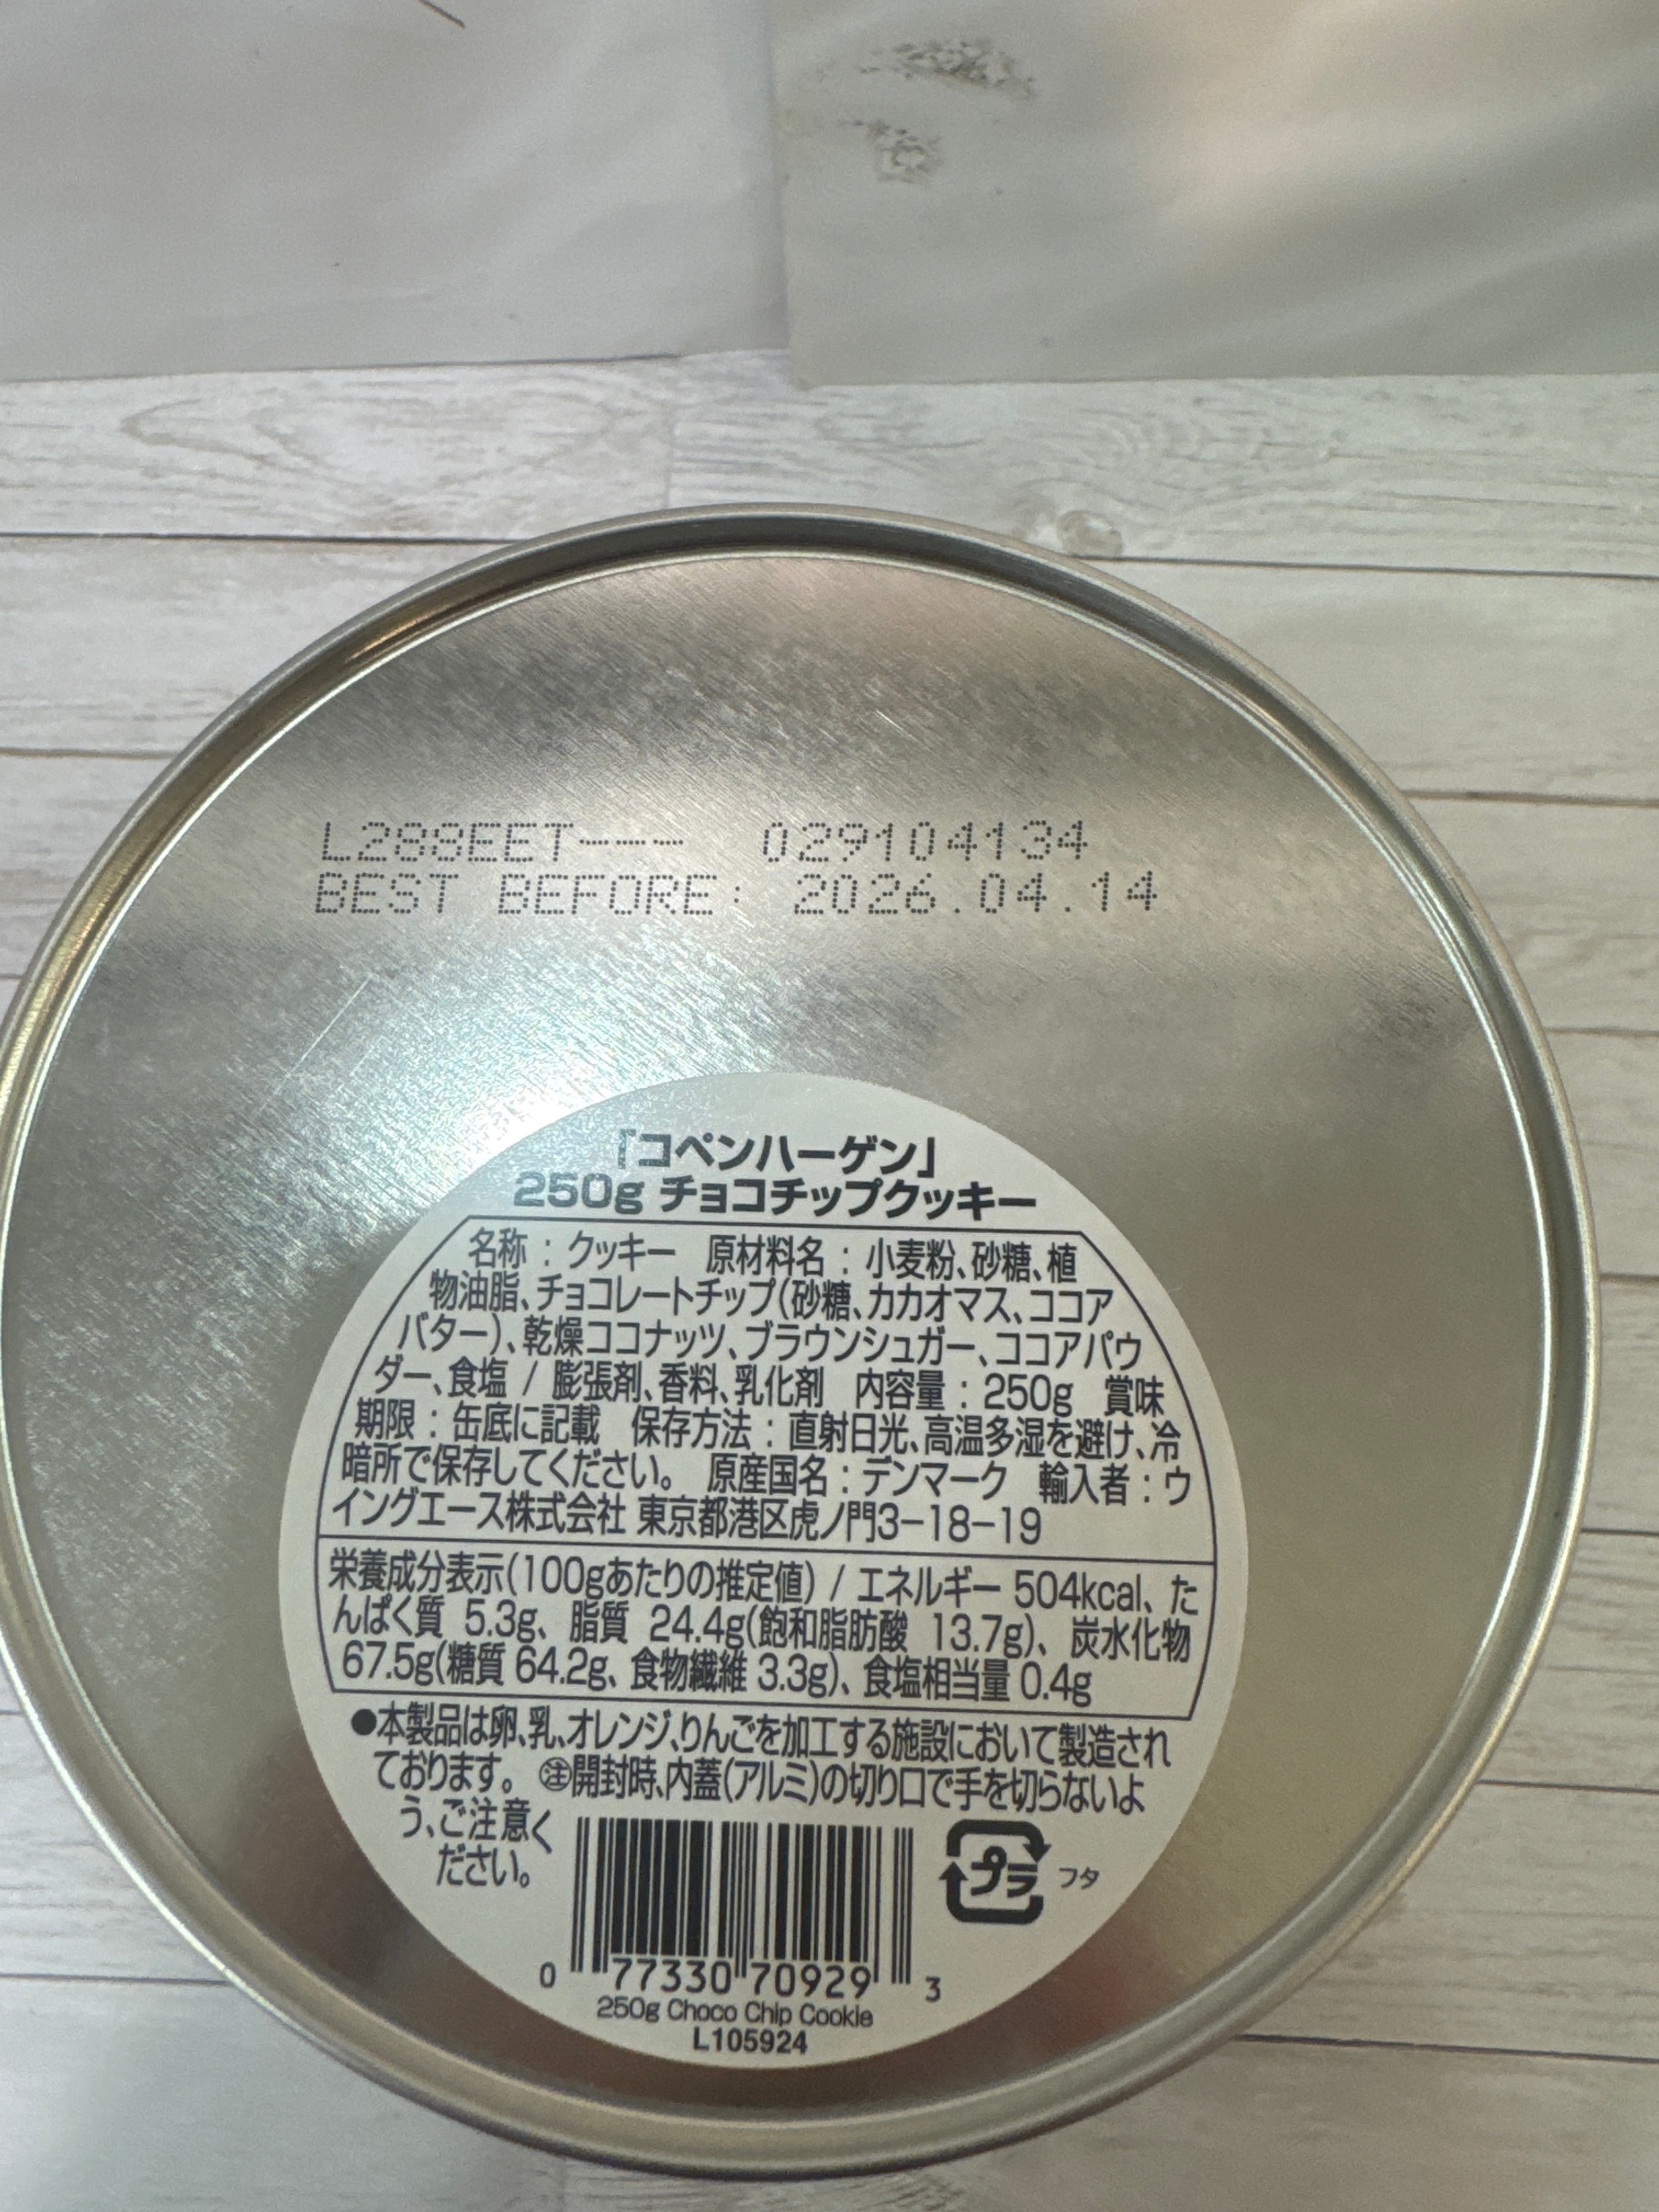 L288EET--- 029104134
BEST BEFORE: 2026.04.14
「コペンハーゲン」
250g チョコチップクッキー
名称：クッキー 原材料名：小麦粉、砂糖、植
物油脂、チョコレートチップ(砂糖、カカオマス、ココア
バター)、乾燥ココナッツ、ブラウンシュガー、ココアパウ
ダー、食塩 / 膨張剤、香料、乳化剤 内容量：250g 賞味
期限：缶底に記載 保存方法：直射日光、高温多湿を避け、冷
暗所で保存してください。 原産国名：デンマーク 輸入者：ウ
イングエース株式会社 東京都港区虎ノ門3-18-19
栄養成分表示(100gあたりの推定値) / エネルギー 504kcal、た
んぱく質 5.3g、脂質 24.4g(飽和脂肪酸 13.7g)、炭水化物
67.5g(糖質 64.2g、食物繊維 3.3g)、食塩相当量 0.4g
●本製品は卵、乳、オレンジ、りんごを加工する施設において製造され
ております。 ㊟開封時、内蓋(アルミ)の切り口で手を切らないよ
う、ご注意く
ださい。
プラ フタ
0 77330 70929 3
250g Choco Chip Cookie
L105924